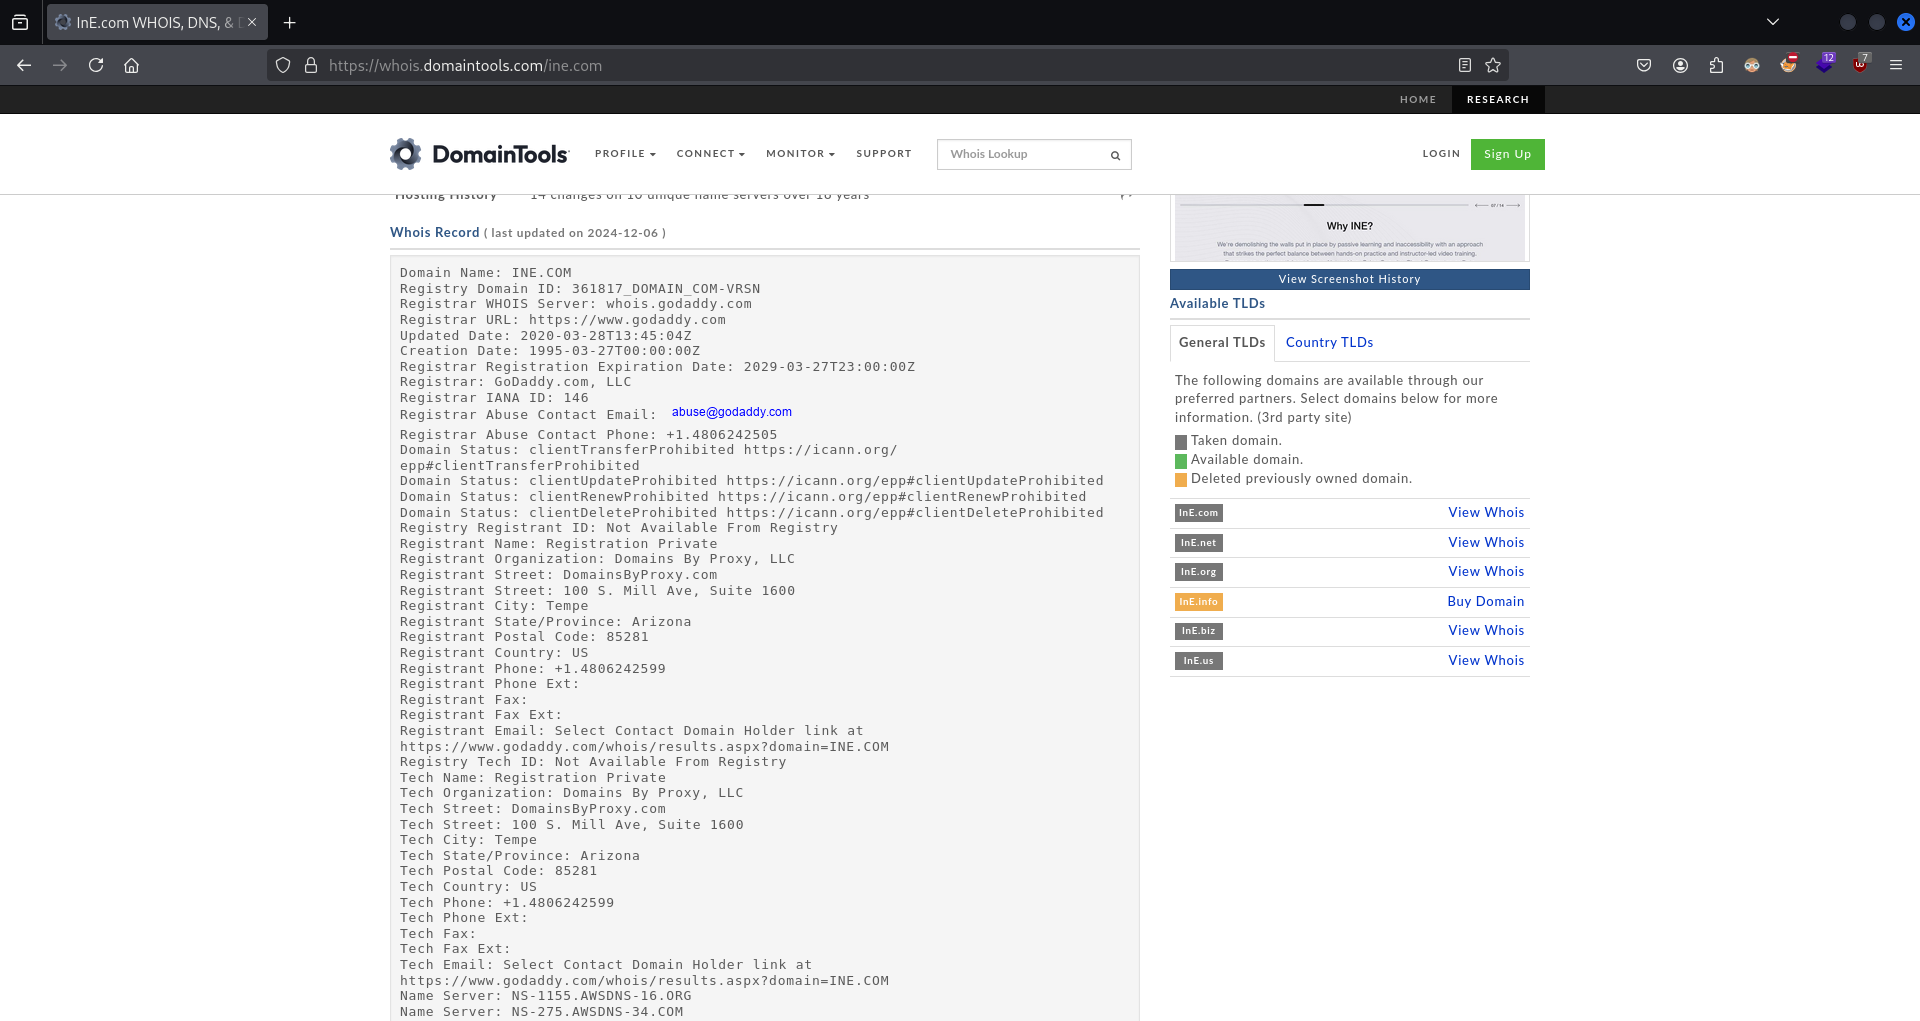 InE.com WHOIS, DNS, &
https://whois.domaintools.com/ine.com
12
7
HOME
RESEARCH
DomainTools
PROFILE
CONNECT
MONITOR
SUPPORT
Whois Lookup
LOGIN
Sign Up
Hosting History 14 changes on 10 unique name servers over 18 years
Whois Record ( last updated on 2024-12-06 )
Domain Name: INE.COM
Registry Domain ID: 361817_DOMAIN_COM-VRSN
Registrar WHOIS Server: whois.godaddy.com
Registrar URL: https://www.godaddy.com
Updated Date: 2020-03-28T13:45:04Z
Creation Date: 1995-03-27T00:00:00Z
Registrar Registration Expiration Date: 2029-03-27T23:00:00Z
Registrar: GoDaddy.com, LLC
Registrar IANA ID: 146
Registrar Abuse Contact Email: abuse@godaddy.com
Registrar Abuse Contact Phone: +1.4806242505
Domain Status: clientTransferProhibited https://icann.org/
epp#clientTransferProhibited
Domain Status: clientUpdateProhibited https://icann.org/epp#clientUpdateProhibited
Domain Status: clientRenewProhibited https://icann.org/epp#clientRenewProhibited
Domain Status: clientDeleteProhibited https://icann.org/epp#clientDeleteProhibited
Registry Registrant ID: Not Available From Registry
Registrant Name: Registration Private
Registrant Organization: Domains By Proxy, LLC
Registrant Street: DomainsByProxy.com
Registrant Street: 100 S. Mill Ave, Suite 1600
Registrant City: Tempe
Registrant State/Province: Arizona
Registrant Postal Code: 85281
Registrant Country: US
Registrant Phone: +1.4806242599
Registrant Phone Ext:
Registrant Fax:
Registrant Fax Ext:
Registrant Email: Select Contact Domain Holder link at
https://www.godaddy.com/whois/results.aspx?domain=INE.COM
Registry Tech ID: Not Available From Registry
Tech Name: Registration Private
Tech Organization: Domains By Proxy, LLC
Tech Street: DomainsByProxy.com
Tech Street: 100 S. Mill Ave, Suite 1600
Tech City: Tempe
Tech State/Province: Arizona
Tech Postal Code: 85281
Tech Country: US
Tech Phone: +1.4806242599
Tech Phone Ext:
Tech Fax:
Tech Fax Ext:
Tech Email: Select Contact Domain Holder link at
https://www.godaddy.com/whois/results.aspx?domain=INE.COM
Name Server: NS-1155.AWSDNS-16.ORG
Name Server: NS-275.AWSDNS-34.COM
Why INE?
We're demolishing the walls put in place by passive learning and inaccessibility with an approach
that strikes the perfect balance between hands-on practice and instructor-led video training.
View Screenshot History
Available TLDs
General TLDs
Country TLDs
The following domains are available through our
preferred partners. Select domains below for more
information. (3rd party site)
Taken domain.
Available domain.
Deleted previously owned domain.
InE.com View Whois
InE.net View Whois
InE.org View Whois
InE.info Buy Domain
InE.biz View Whois
InE.us View Whois